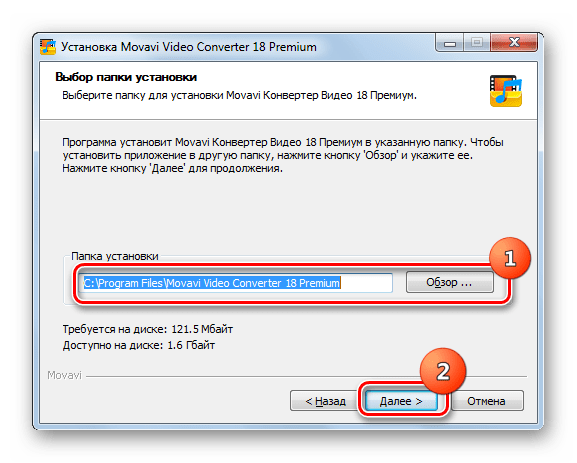 Установка Movavi Video Converter 18 Premium
Выбор папки установки
Выберите папку для установки Movavi Конвертер Видео 18 Премиум.
Программа установит Movavi Конвертер Видео 18 Премиум в указанную папку. Чтобы
установить приложение в другую папку, нажмите кнопку 'Обзор' и укажите ее.
Нажмите кнопку 'Далее' для продолжения.
Папка установки
1
C:\Program Files\Movavi Video Converter 18 Premium
Обзор ...
Требуется на диске: 121.5 Мбайт
Доступно на диске: 1.6 Гбайт
Movavi
2
< Назад
Далее >
Отмена